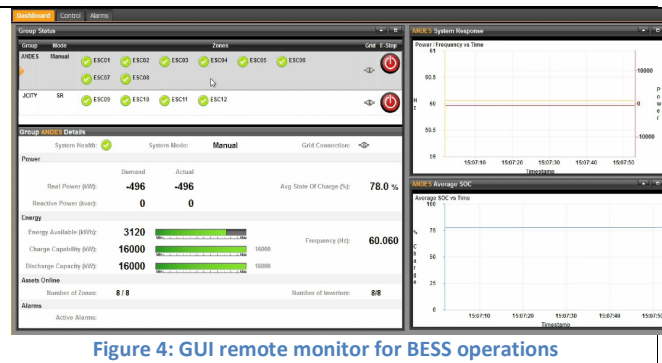 Dashboard Control Alarms
Group Status
Group Mode Zones Grid E-Stop
ANDES Manual ESC01 ESC02 ESC03 ESC04 ESC05 ESC06
ESC07 ESC08
JCITY SR ESC09 ESC10 ESC11 ESC12
Group ANDES Details
System Health: System Mode: Manual Grid Connection:
Power
Demand Actual
Real Power (kW): -496 -496 Avg State Of Charge (%): 78.0 %
Reactive Power (kvar): 0 0
Energy
Energy Available (kWh): 3120
Frequency (Hz): 60.060
Charge Capability (kW): 16000 16000
Discharge Capacity (kW): 16000 16000
Assets Online
Number of Zones: 8 / 8 Number of Inverters: 8/8
Alarms
Active Alarms:
ANDES System Response
Power / Frequency vs Time
61
60.5
60
59.5
10000
0
-10000
Hz
Power
15:07:10 15:07:20 15:07:30 15:07:40 15:07:50
Timestamp
ANDES Average SOC
Average SOC vs Time
100
75
50
25
0
% Charge
15:07:10 15:07:20 15:07:30 15:07:40 15:07:50
Timestamp
Figure 4: GUI remote monitor for BESS operations